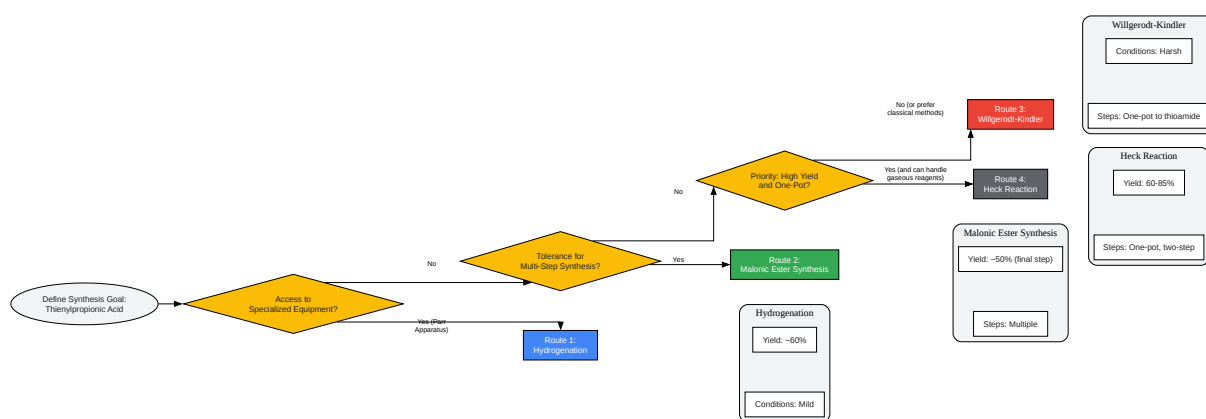 Define Synthesis Goal:
Thienylpropionic Acid
Access to
Specialized Equipment?
Yes (Parr
Apparatus)
Route 1:
Hydrogenation
No
Tolerance for
Multi-Step Synthesis?
Yes
Route 2:
Malonic Ester Synthesis
No
Priority: High Yield
and One-Pot?
No (or prefer
classical methods)
Route 3:
Willgerodt-Kindler
Yes (and can handle
gaseous reagents)
Route 4:
Heck Reaction
Hydrogenation
Yield: ~60%
Conditions: Mild
Malonic Ester Synthesis
Yield: ~50% (final step)
Steps: Multiple
Willgerodt-Kindler
Conditions: Harsh
Steps: One-pot to thioamide
Heck Reaction
Yield: 60-85%
Steps: One-pot, two-step